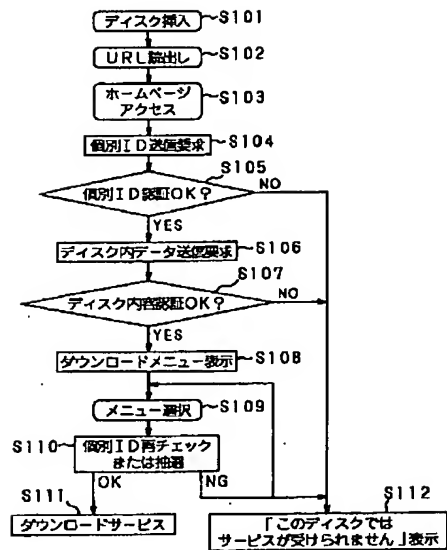 ディスク挿入 S101
URL読出し S102
ホームページ S103
アクセス
個別ID送信要求 S104
S105
個別ID認証OK? NO
YES
ディスク内データ送信要求 S106
S107
ディスク内容認証OK? NO
YES
ダウンロードメニュー表示 S108
メニュー選択 S109
S110 個別ID再チェック
または抽選
OK NG
S111 S112
ダウンロードサービス
「このディスクでは
サービスが受けられません」表示